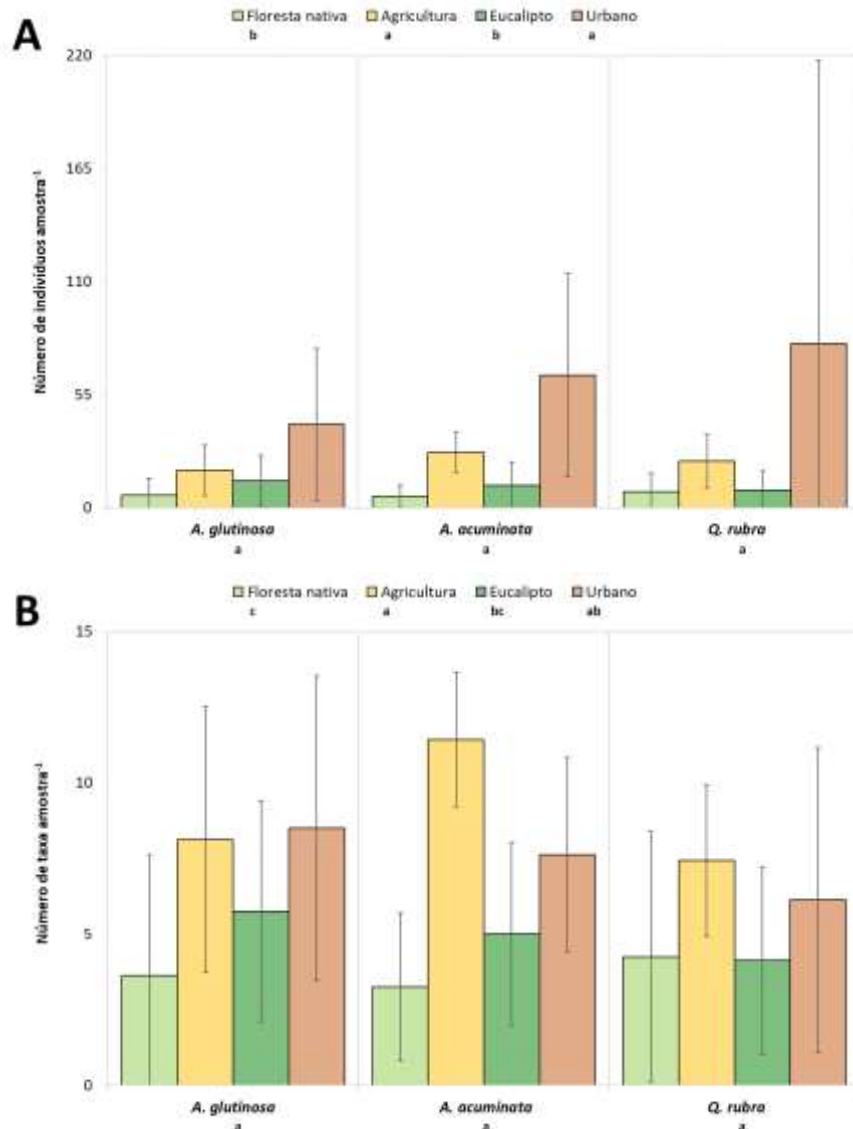 A
Floresta nativa Agricultura Eucalipto Urbano
b a b a
Número de indivíduos amostra⁻¹
220
165
110
55
0
A. glutinosa A. acuminata Q. rubra
a a a
B
Floresta nativa Agricultura Eucalipto Urbano
c a bc ab
Número de taxa amostra⁻¹
15
10
5
0
A. glutinosa A. acuminata Q. rubra
a a a